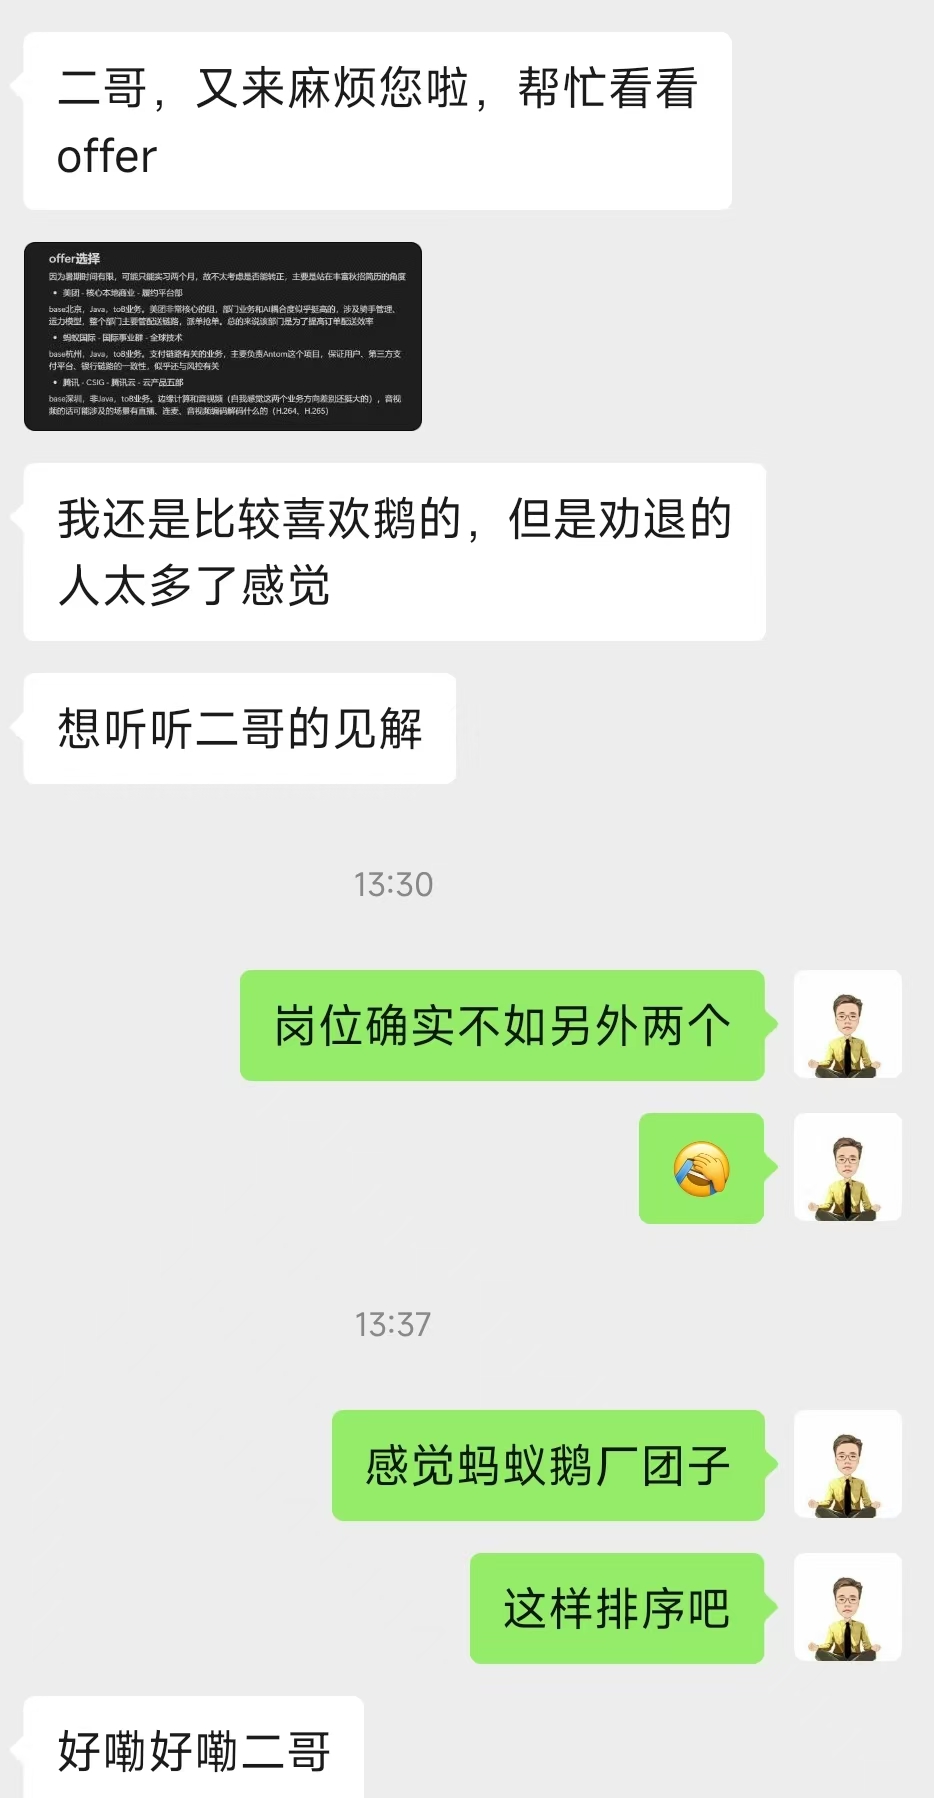 二哥，又来麻烦您啦，帮忙看看
offer
offer选择
因为暑期时间有限，可能只能实习两个月，故不太考虑是否能转正，主要是站在丰富秋招简历的角度
• 美团 - 核心本地商业 - 履约平台部
base北京，Java，toB业务。美团非常核心的组，部门业务和AI耦合度似乎挺高的，涉及骑手管理、
运力模型，整个部门主要管配送链路，派单抢单。总的来说该部门是为了提高订单配送效率
• 蚂蚁国际 - 国际事业群 - 全球技术
base杭州，Java，toB业务。支付链路有关的业务，主要负责Antom这个项目，保证用户、第三方支
付平台、银行链路的一致性，似乎还与风控有关
• 腾讯 - CSIG - 腾讯云 - 云产品五部
base深圳，非Java，toB业务。边缘计算和音视频（自我感觉这两个业务方向差别还挺大的），音视
频的话可能涉及的场景有直播、连麦、音视频编码解码什么的（H.264、H.265）
我还是比较喜欢鹅的，但是劝退的
人太多了感觉
想听听二哥的见解
13:30
岗位确实不如另外两个
13:37
感觉蚂蚁鹅厂团子
这样排序吧
好嘞好嘞二哥